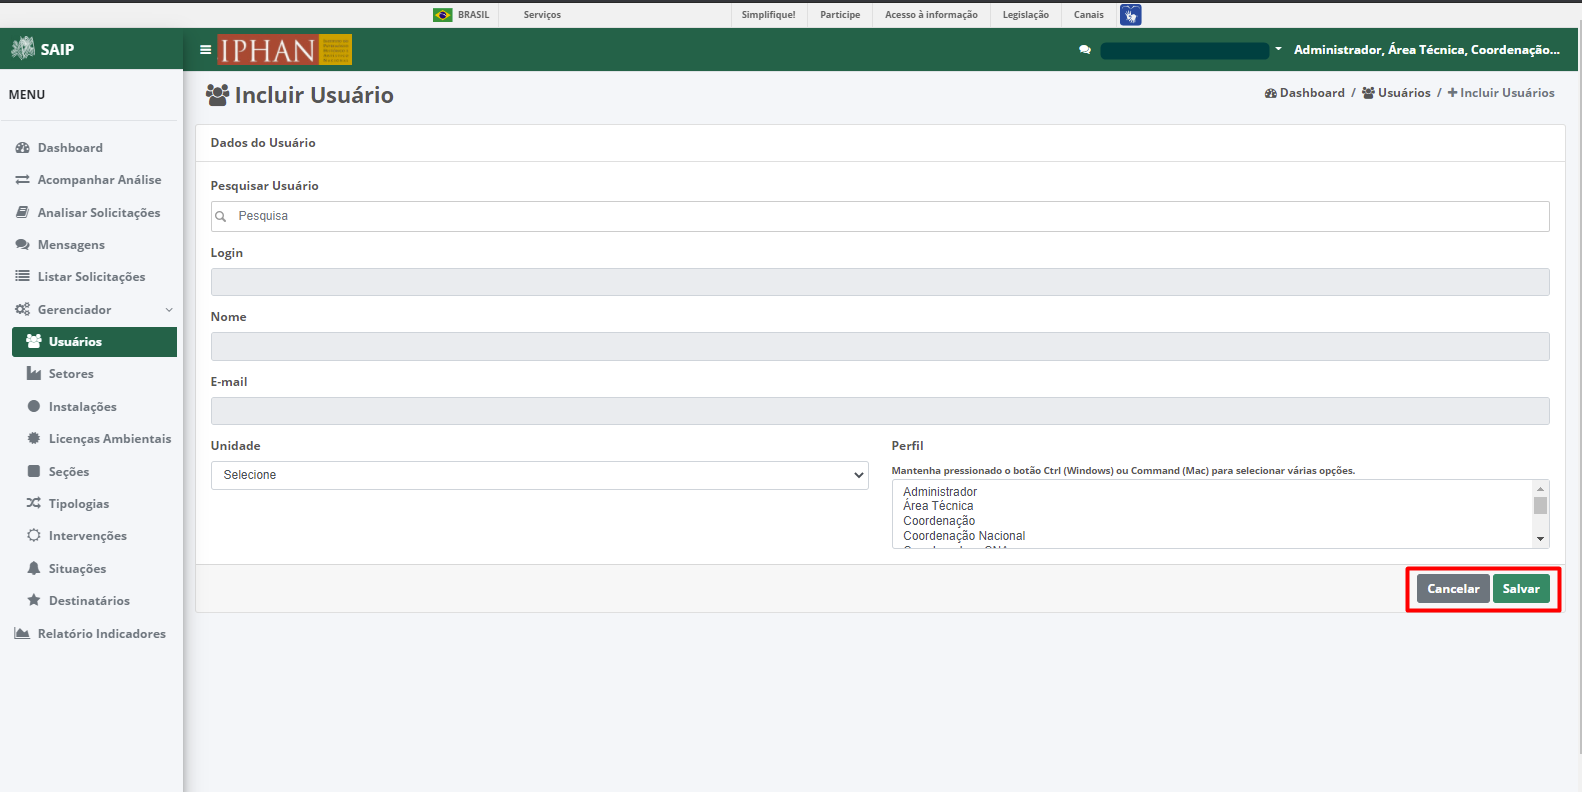 BRASIL
Serviços
Simplifique!
Participe
Acesso à informação
Legislação
Canais
SAIP
IPHAN
Administrador, Área Técnica, Coordenação...
MENU
Dashboard
Acompanhar Análise
Analisar Solicitações
Mensagens
Listar Solicitações
Gerenciador
Usuários
Setores
Instalações
Licenças Ambientais
Seções
Tipologias
Intervenções
Situações
Destinatários
Relatório Indicadores
Incluir Usuário
Dashboard / Usuários / Incluir Usuários
Dados do Usuário
Pesquisar Usuário
Pesquisa
Login
Nome
E-mail
Unidade
Selecione
Perfil
Mantenha pressionado o botão Ctrl (Windows) ou Command (Mac) para selecionar várias opções.
Administrador
Área Técnica
Coordenação
Coordenação Nacional
Cancelar
Salvar